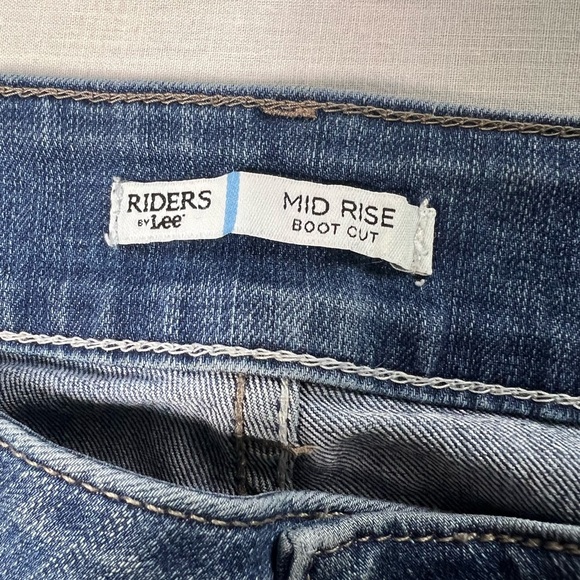 RIDERS
BY Lee
MID RISE
BOOT CUT